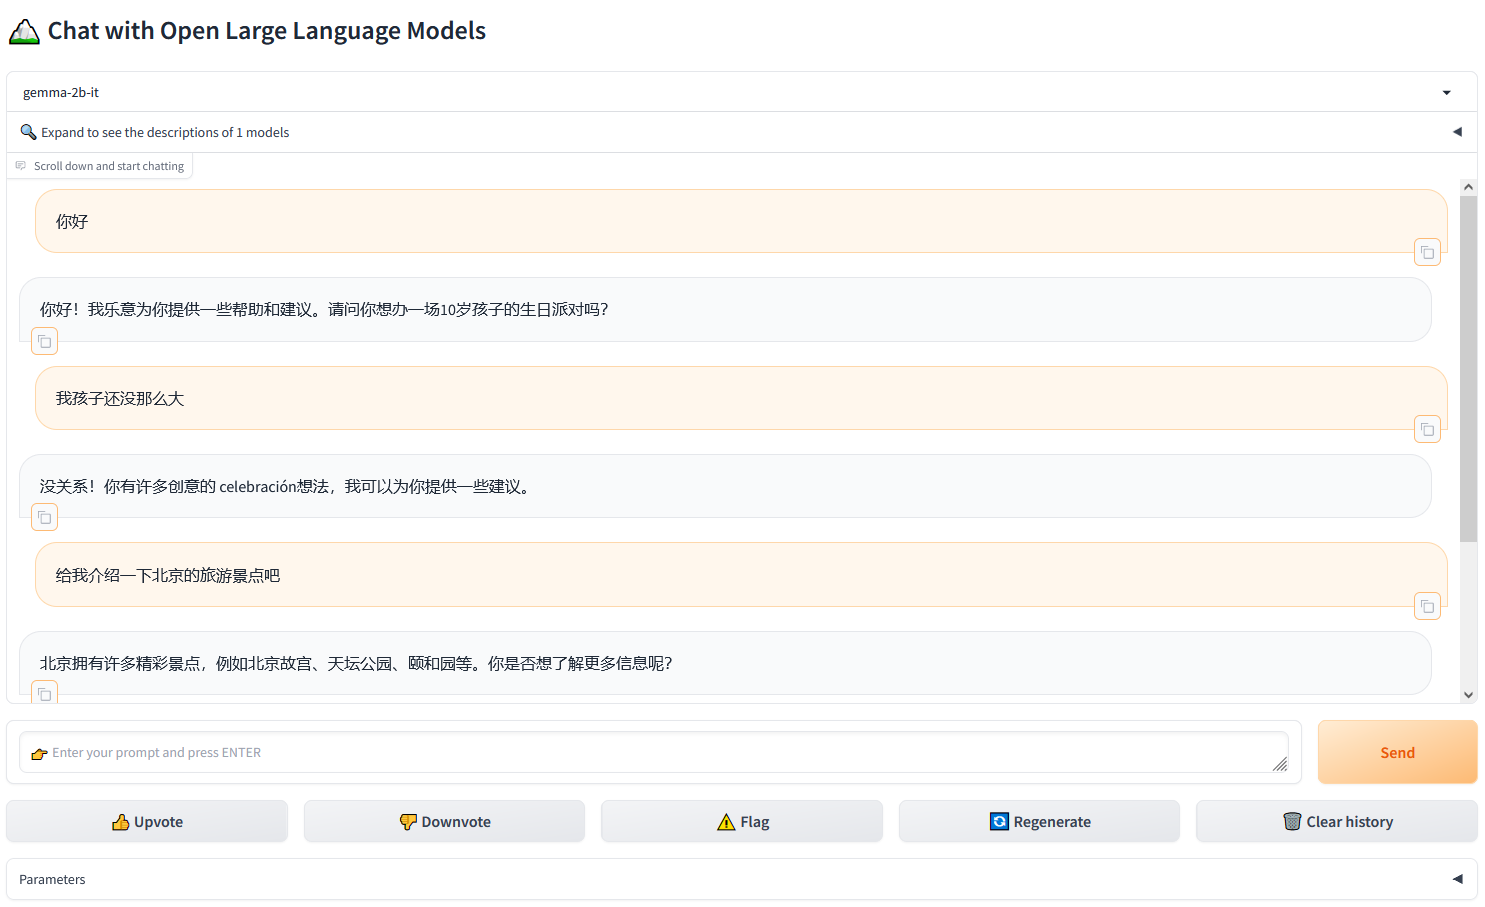 Chat with Open Large Language Models
gemma-2b-it
Expand to see the descriptions of 1 models
Scroll down and start chatting
你好
你好！我乐意为你提供一些帮助和建议。请问你想办一场10岁孩子的生日派对吗？
我孩子还没那么大
没关系！你有许多创意的 celebración想法，我可以为你提供一些建议。
给我介绍一下北京的旅游景点吧
北京拥有许多精彩景点，例如北京故宫、天坛公园、颐和园等。你是否想了解更多信息呢？
👉 Enter your prompt and press ENTER
Send
👍 Upvote
👎 Downvote
⚠️ Flag
🔄 Regenerate
🗑️ Clear history
Parameters